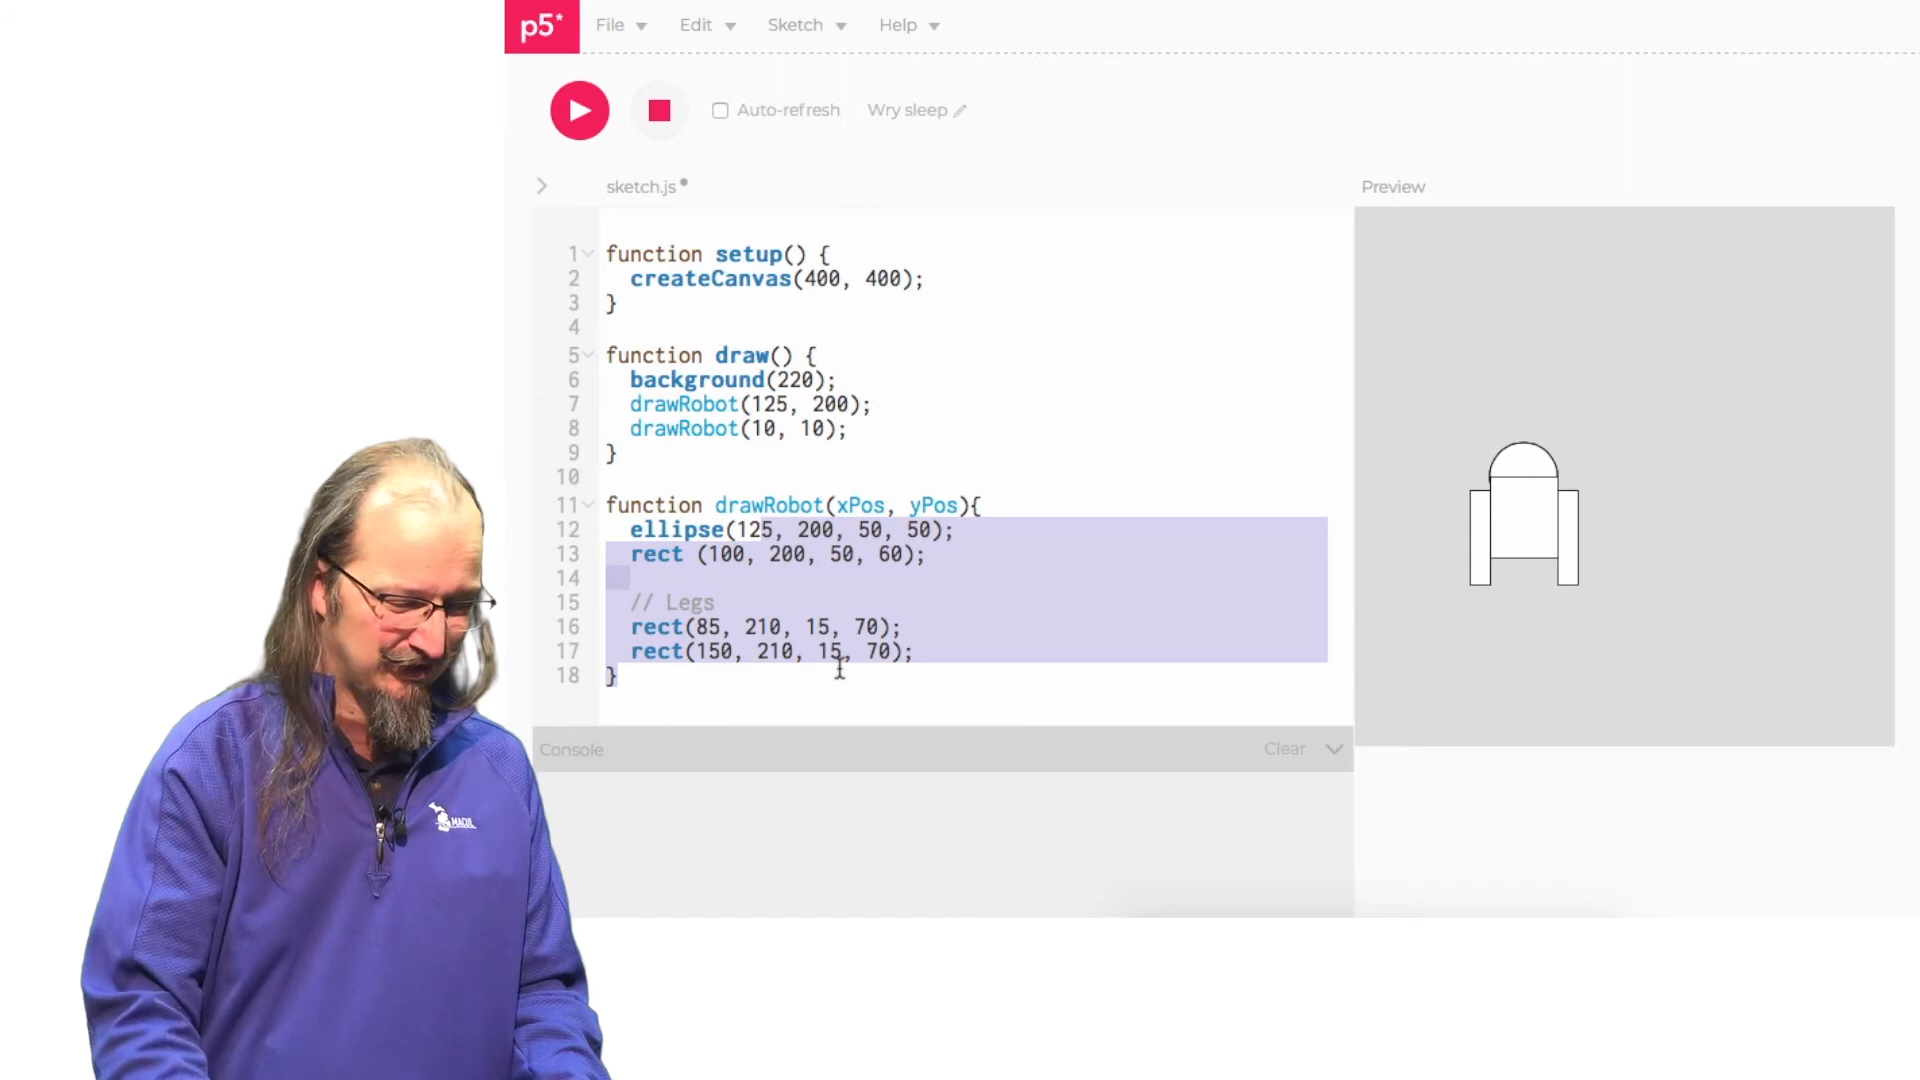 p5* File Edit Sketch Help
Auto-refresh Wry sleep
sketch.js Preview
1 function setup() {
2 createCanvas(400, 400);
3 }
4
5 function draw() {
6 background(220);
7 drawRobot(125, 200);
8 drawRobot(10, 10);
9 }
10
11 function drawRobot(xPos, yPos){
12 ellipse(125, 200, 50, 50);
13 rect (100, 200, 50, 60);
14
15 // Legs
16 rect(85, 210, 15, 70);
17 rect(150, 210, 15, 70);
18 }
Console Clear
MACUL